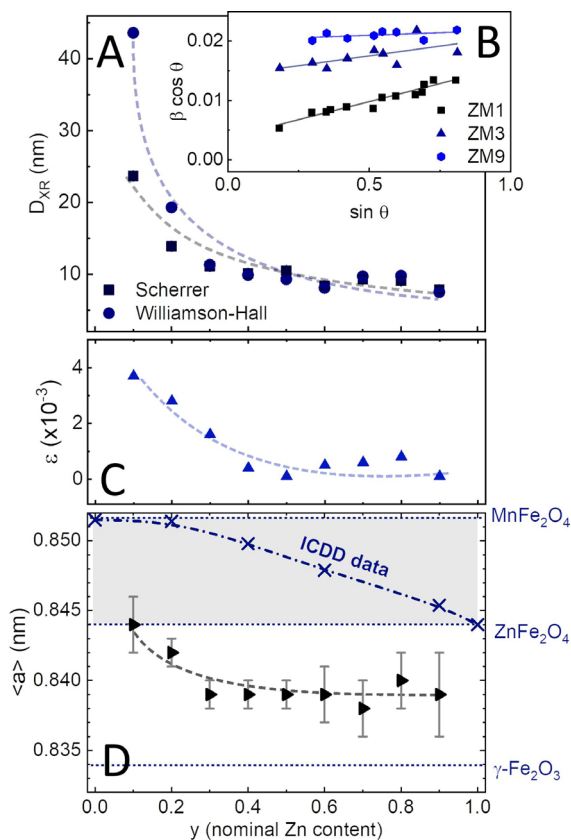 A
B
40
30
20
10
D_XR (nm)
Scherrer
Williamson-Hall
0.02
0.01
0.00
β cos θ
ZM1
ZM3
ZM9
0.0
0.5
1.0
sin θ
4
2
0
ε (x10⁻³)
C
0.850
0.845
0.840
0.835
<a> (nm)
ICDD data
MnFe₂O₄
ZnFe₂O₄
γ-Fe₂O₃
D
0.0 0.2 0.4 0.6 0.8 1.0
y (nominal Zn content)